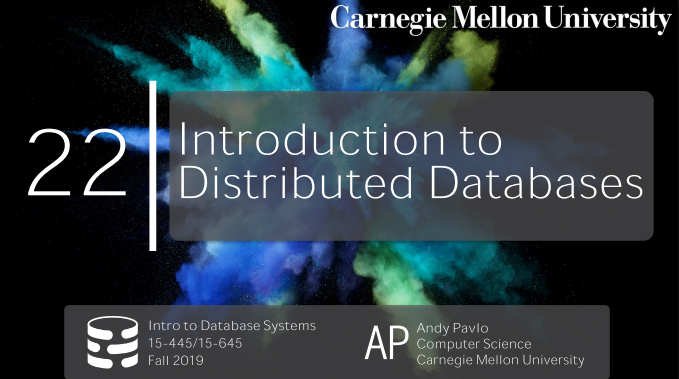 Carnegie Mellon University
22
Introduction to
Distributed Databases
Intro to Database Systems
15-445/15-645
Fall 2019
AP
Andy Pavlo
Computer Science
Carnegie Mellon University